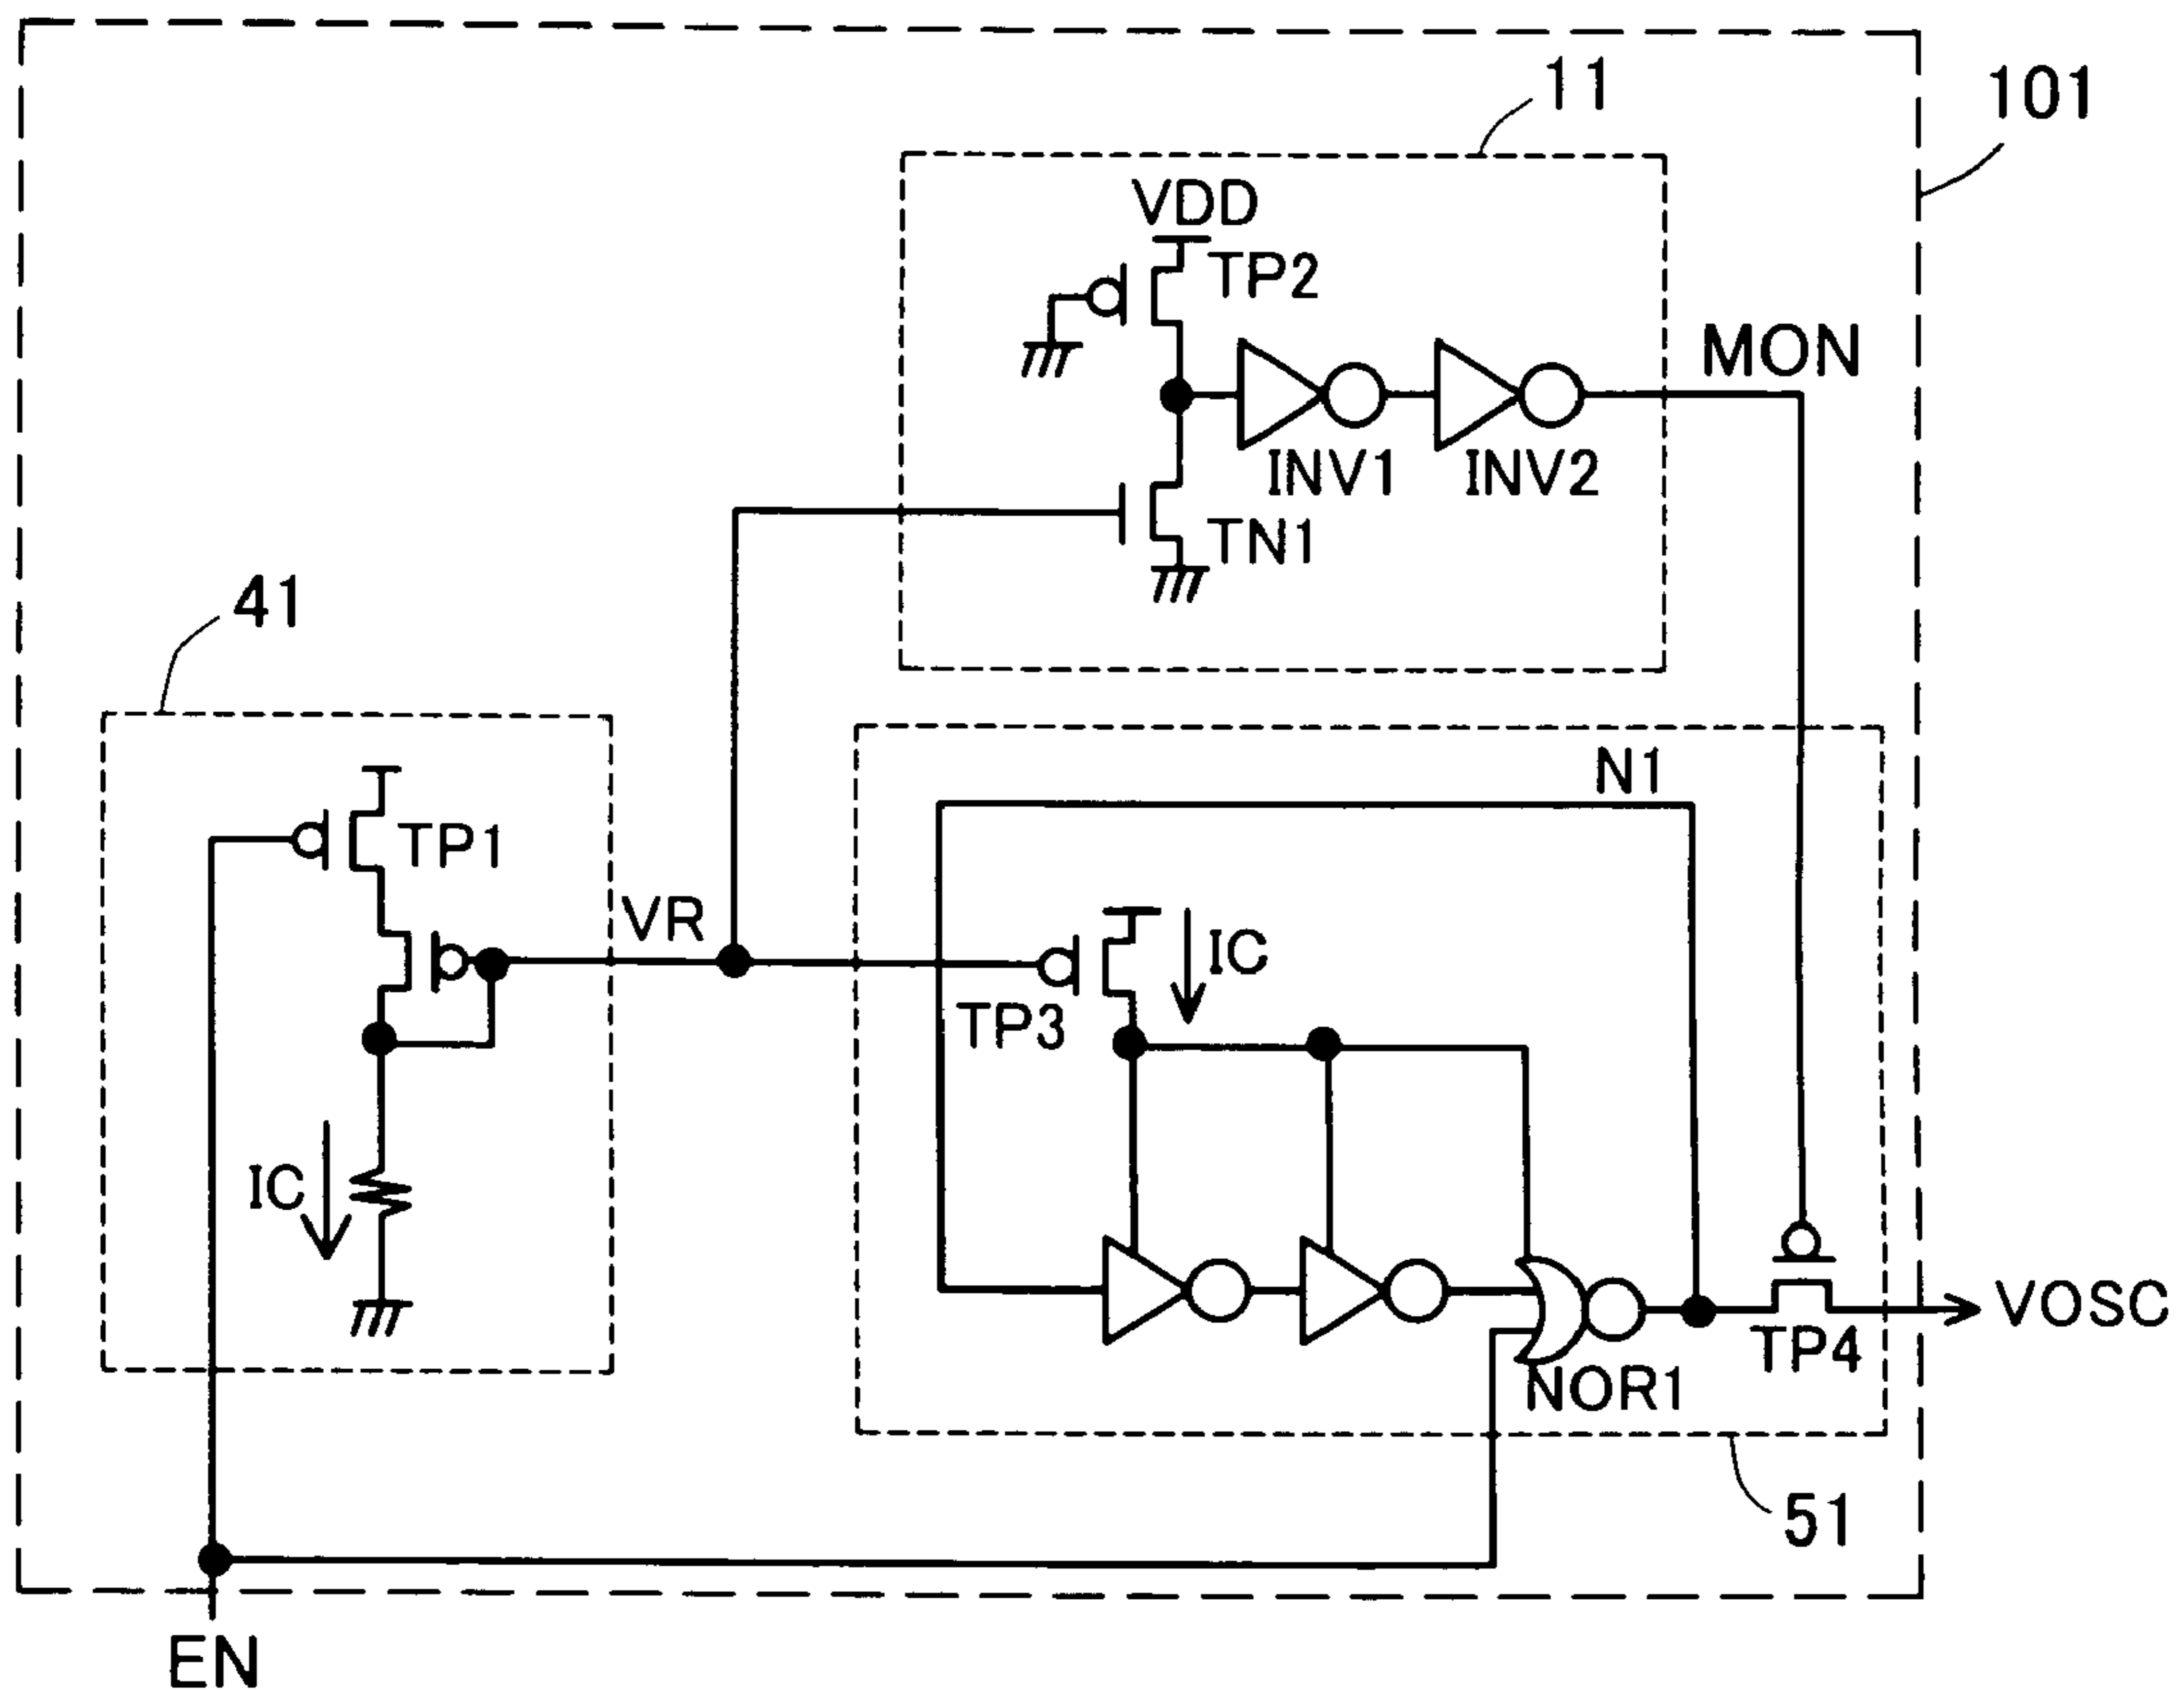 11
101
VDD
TP2
MON
INV1
INV2
TN1
41
N1
TP1
VR
IC
TP3
IC
VOSC
TP4
NOR1
51
EN